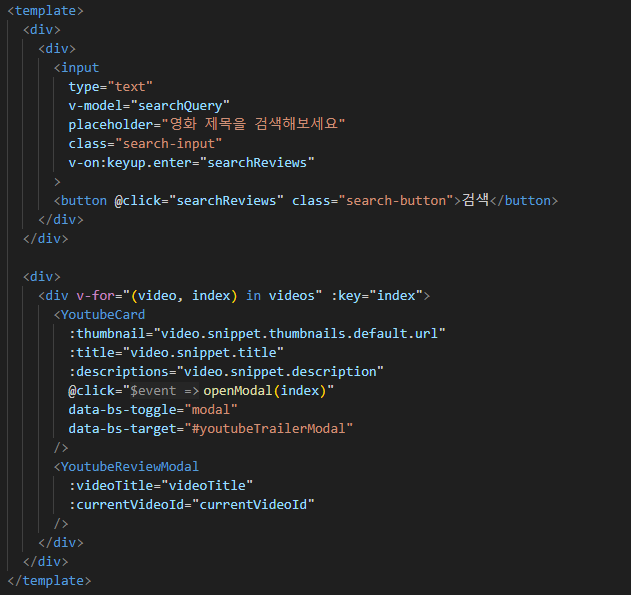 <template>
  <div>
    <div>
      <input
        type="text"
        v-model="searchQuery"
        placeholder="영화 제목을 검색해보세요"
        class="search-input"
        v-on:keyup.enter="searchReviews"
      >
      <button @click="searchReviews" class="search-button">검색</button>
    </div>
  </div>

  <div>
    <div v-for="(video, index) in videos" :key="index">
      <YoutubeCard
        :thumbnail="video.snippet.thumbnails.default.url"
        :title="video.snippet.title"
        :descriptions="video.snippet.description"
        @click="$event => openModal(index)"
        data-bs-toggle="modal"
        data-bs-target="#youtubeTrailerModal"
      />
      <YoutubeReviewModal
        :videoTitle="videoTitle"
        :currentVideoId="currentVideoId"
      />
    </div>
  </div>
</template>